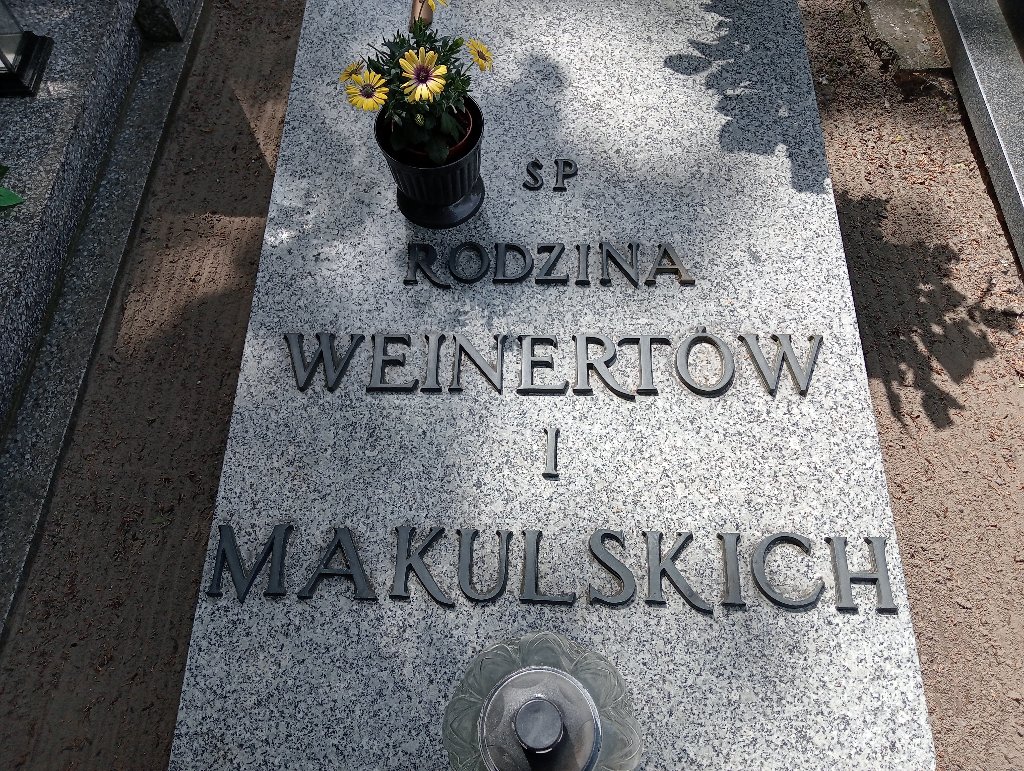 SP
RODZINA
WEINERTÓW
I
MAKULSKICH